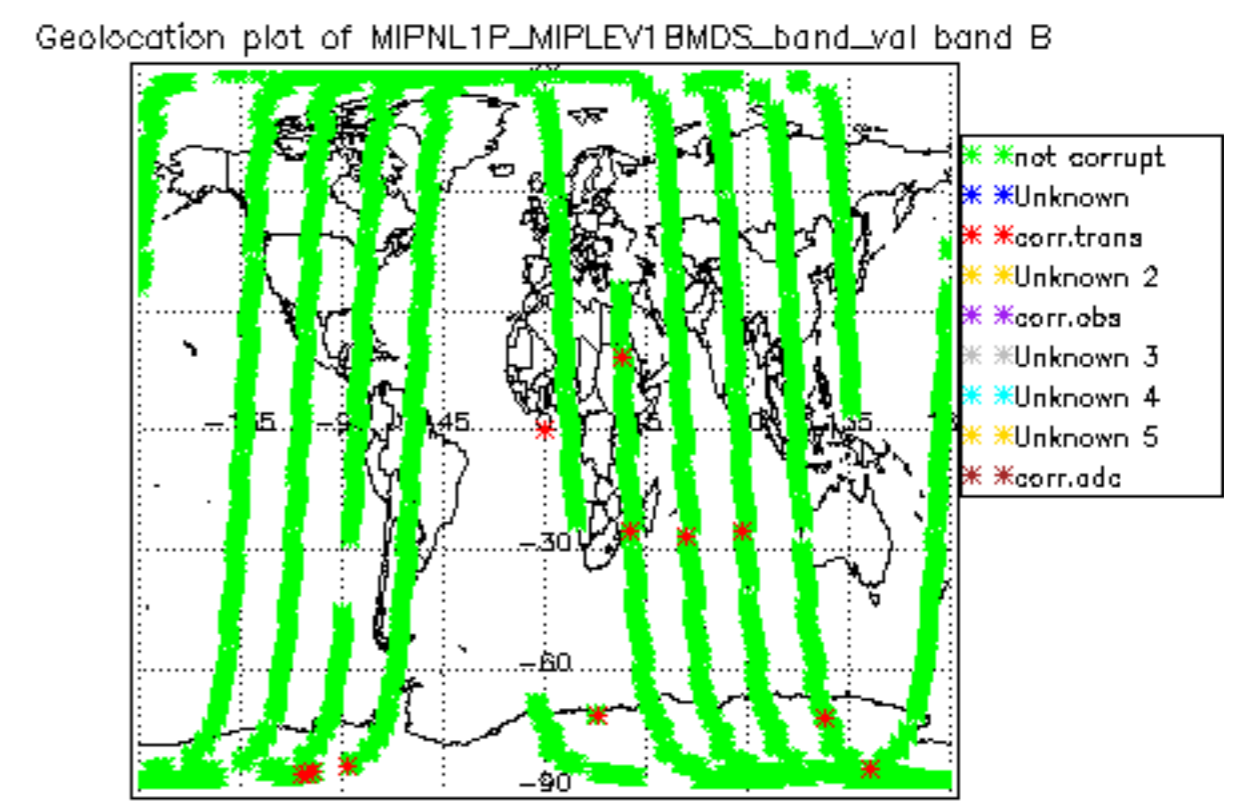 Geolocation plot of MIPNL1P_MIPLEV1BMDS_band_val band B
not corrupt
Unknown
corr.trans
Unknown 2
corr.obs
Unknown 3
Unknown 4
Unknown 5
corr.adc
-30
-60
-90